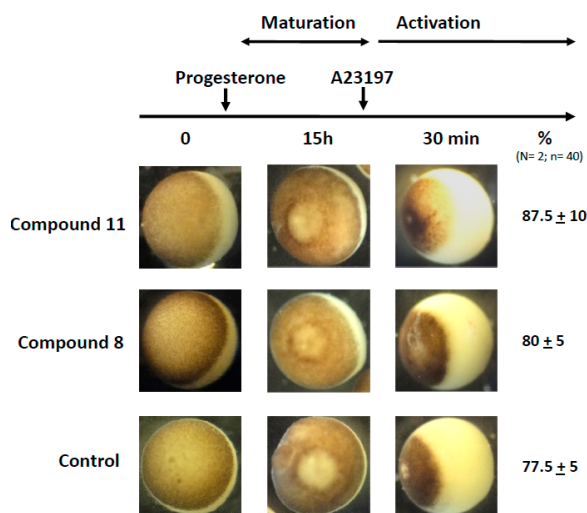 Maturation Activation
Progesterone A23197
0 15h 30 min %
(N= 2; n= 40)
Compound 11 87.5 ± 10
Compound 8 80 ± 5
Control 77.5 ± 5